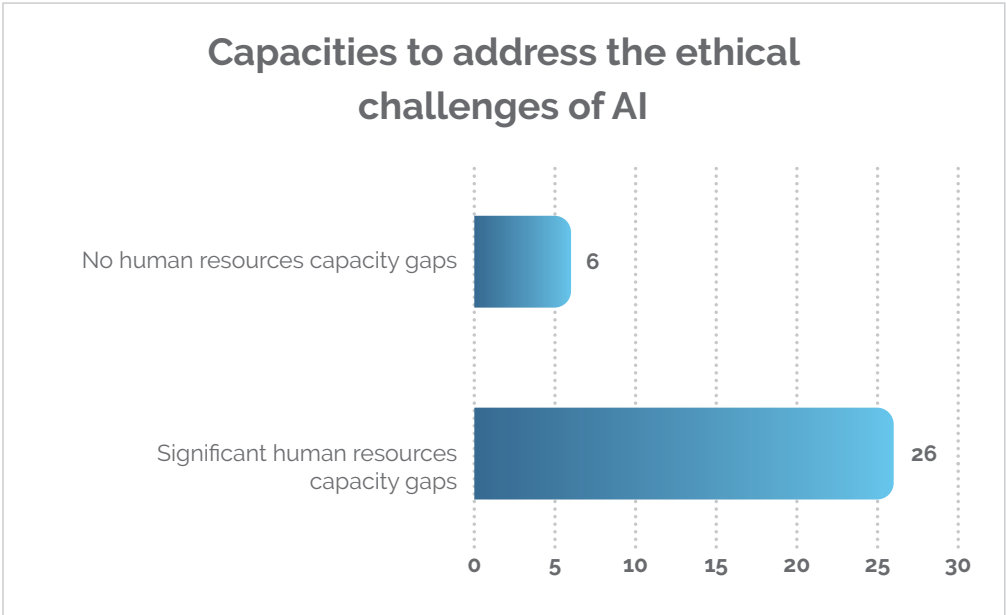 Capacities to address the ethical
challenges of AI
No human resources capacity gaps
6
Significant human resources
capacity gaps
26
0 5 10 15 20 25 30